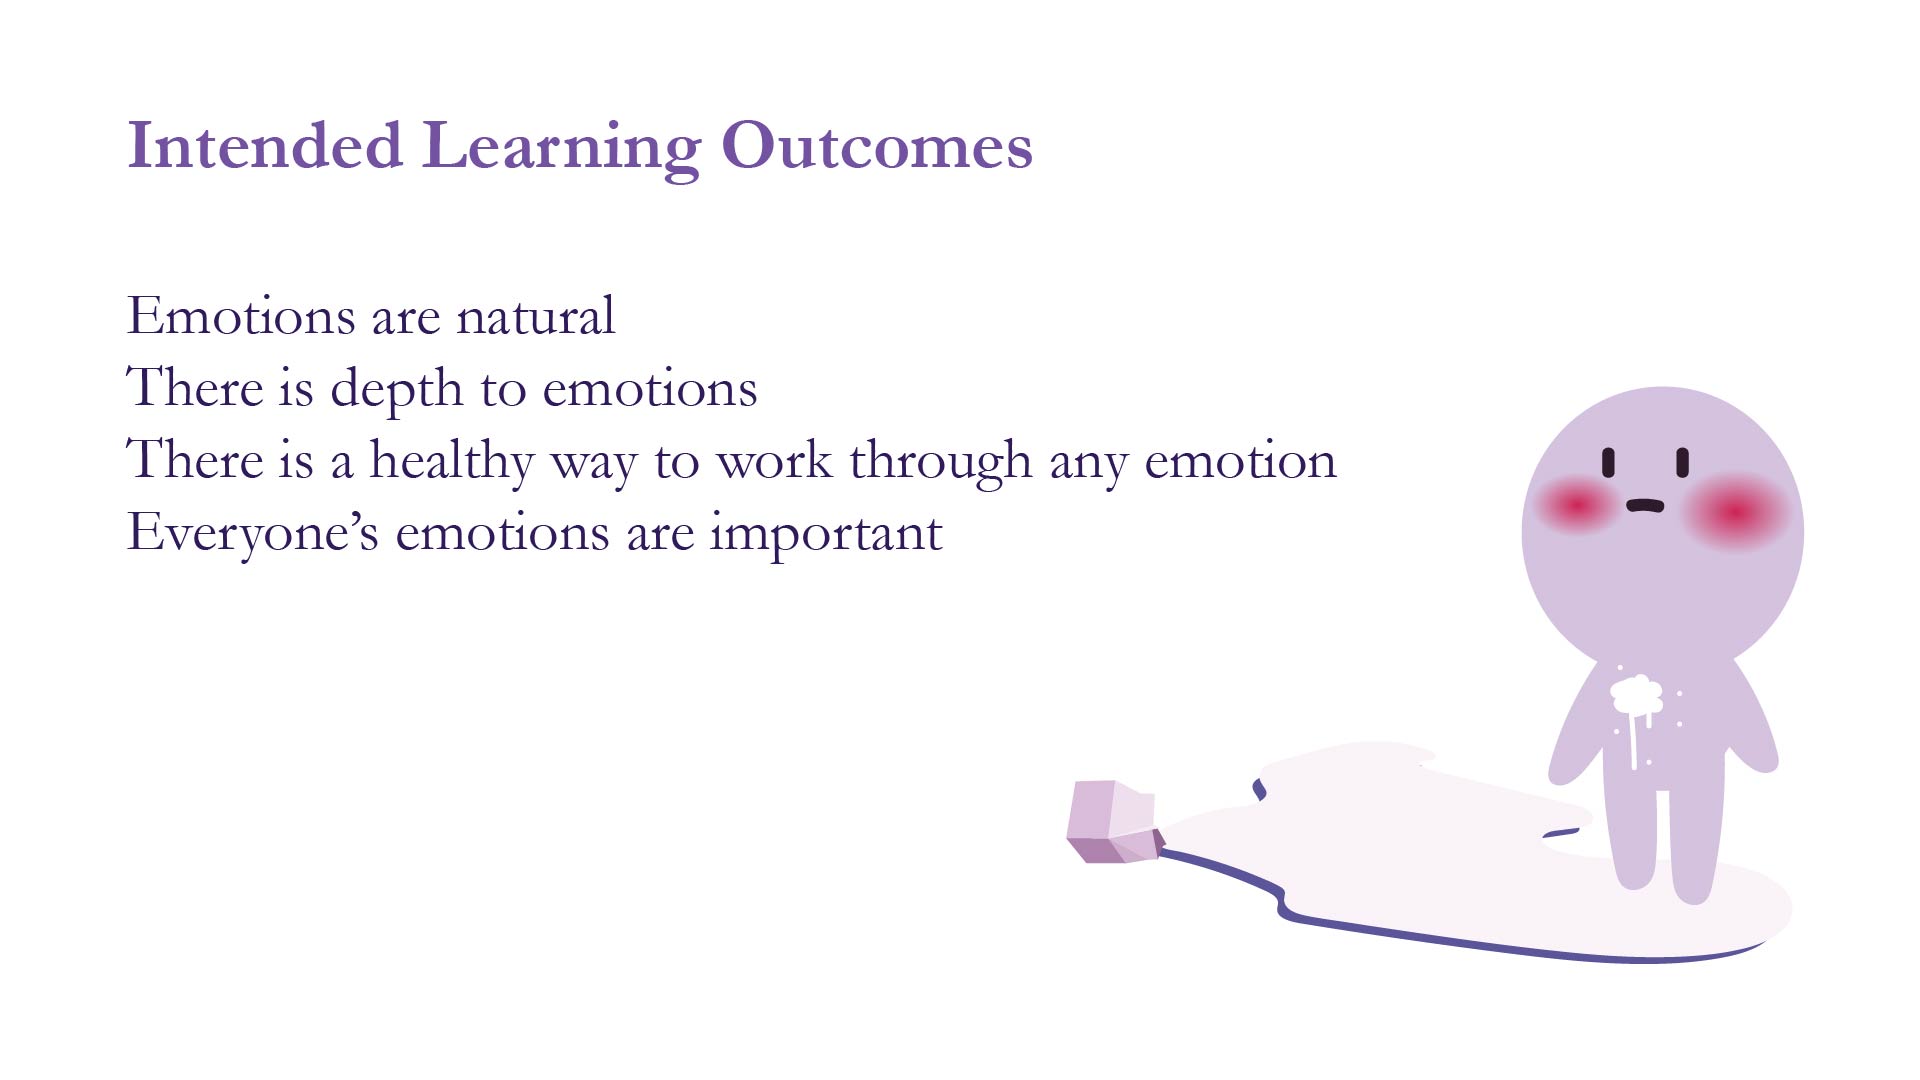 Intended Learning Outcomes
Emotions are natural
There is depth to emotions
There is a healthy way to work through any emotion
Everyone’s emotions are important